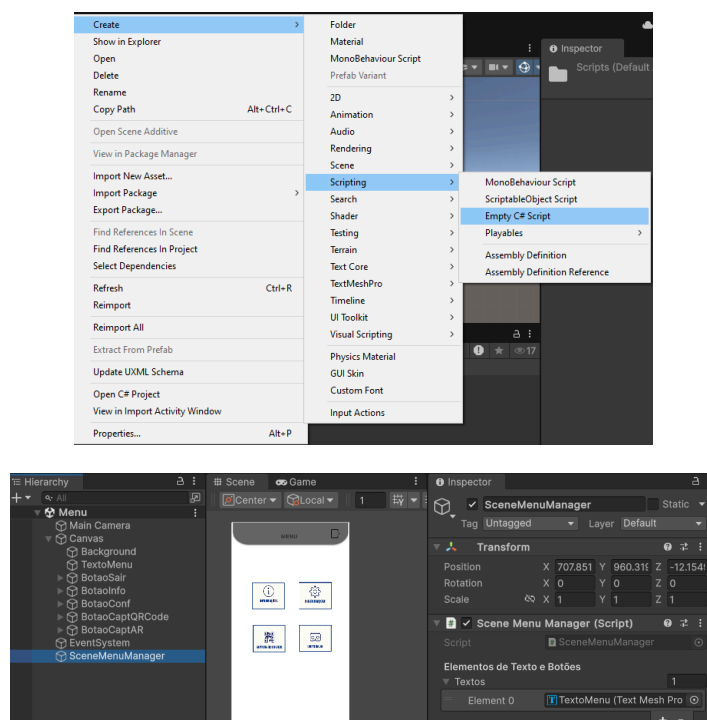 Create
Show in Explorer
Open
Delete
Rename
Copy Path Alt+Ctrl+C
Open Scene Additive
View in Package Manager
Import New Asset...
Import Package
Export Package...
Find References In Scene
Find References In Project
Select Dependencies
Refresh Ctrl+R
Reimport
Reimport All
Extract From Prefab
Update UXML Schema
Open C# Project
View in Import Activity Window
Properties... Alt+P
Folder
Material
MonoBehaviour Script
Prefab Variant
2D
Animation
Audio
Rendering
Scene
Scripting
Search
Shader
Testing
Terrain
Text Core
TextMeshPro
Timeline
UI Toolkit
Visual Scripting
Physics Material
GUI Skin
Custom Font
Input Actions
MonoBehaviour Script
ScriptableObject Script
Empty C# Script
Playables
Assembly Definition
Assembly Definition Reference
Inspector
Scripts (Default
17
Hierarchy
All
Menu
Main Camera
Canvas
Background
TextoMenu
BotaoSair
BotaoInfo
BotaoConf
BotaoCaptQRCode
BotaoCaptAR
EventSystem
SceneMenuManager
Scene Game
Center Local 1
MENU
Inspector
SceneMenuManager Static
Tag Untagged Layer Default
Transform
Position X 707.851 Y 960.319 Z
Rotation X 0 Y 0 Z 0
Scale X 1 Y 1 Z 1
Scene Menu Manager (Script)
Script SceneMenuManager
Elementos de Texto e Botões
Textos 1
Element 0 TextoMenu (Text Mesh Pro